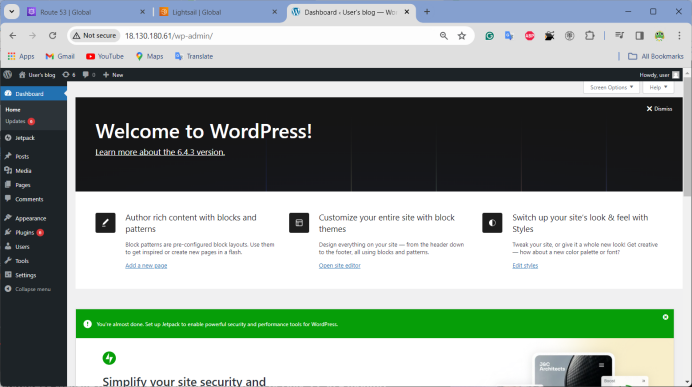 Route 53 | Global
Lightsail | Global
Dashboard ‹ User's blog — Wor
Not secure
18.130.180.61/wp-admin/
Apps
Gmail
YouTube
Maps
Translate
All Bookmarks
User's blog
6
0
New
Howdy, user
Screen Options
Help
Dashboard
Home
Updates
Jetpack
Posts
Media
Pages
Comments
Appearance
Plugins
Users
Tools
Settings
Collapse menu
Dismiss
Welcome to WordPress!
Learn more about the 6.4.3 version.
Author rich content with blocks and
patterns
Block patterns are pre-configured block layouts. Use them
to get inspired or create new pages in a flash.
Add a new page
Customize your entire site with block
themes
Design everything on your site — from the header down
to the footer, all using blocks and patterns.
Open site editor
Switch up your site's look & feel with
Styles
Tweak your site, or give it a whole new look! Get creative
— how about a new color palette or font?
Edit styles
You're almost done. Set up Jetpack to enable powerful security and performance tools for WordPress.
Simplify your site security and
Architects